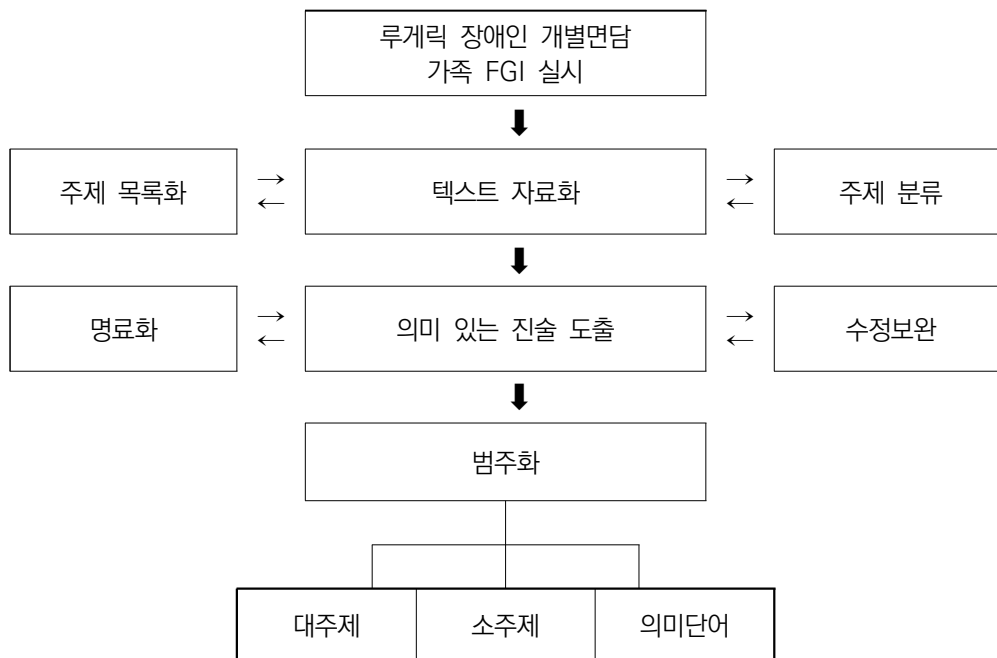 루게릭 장애인 개별면담
가족 FGI 실시
주제 목록화
텍스트 자료화
주제 분류
명료화
의미 있는 진술 도출
수정보완
범주화
대주제
소주제
의미단어